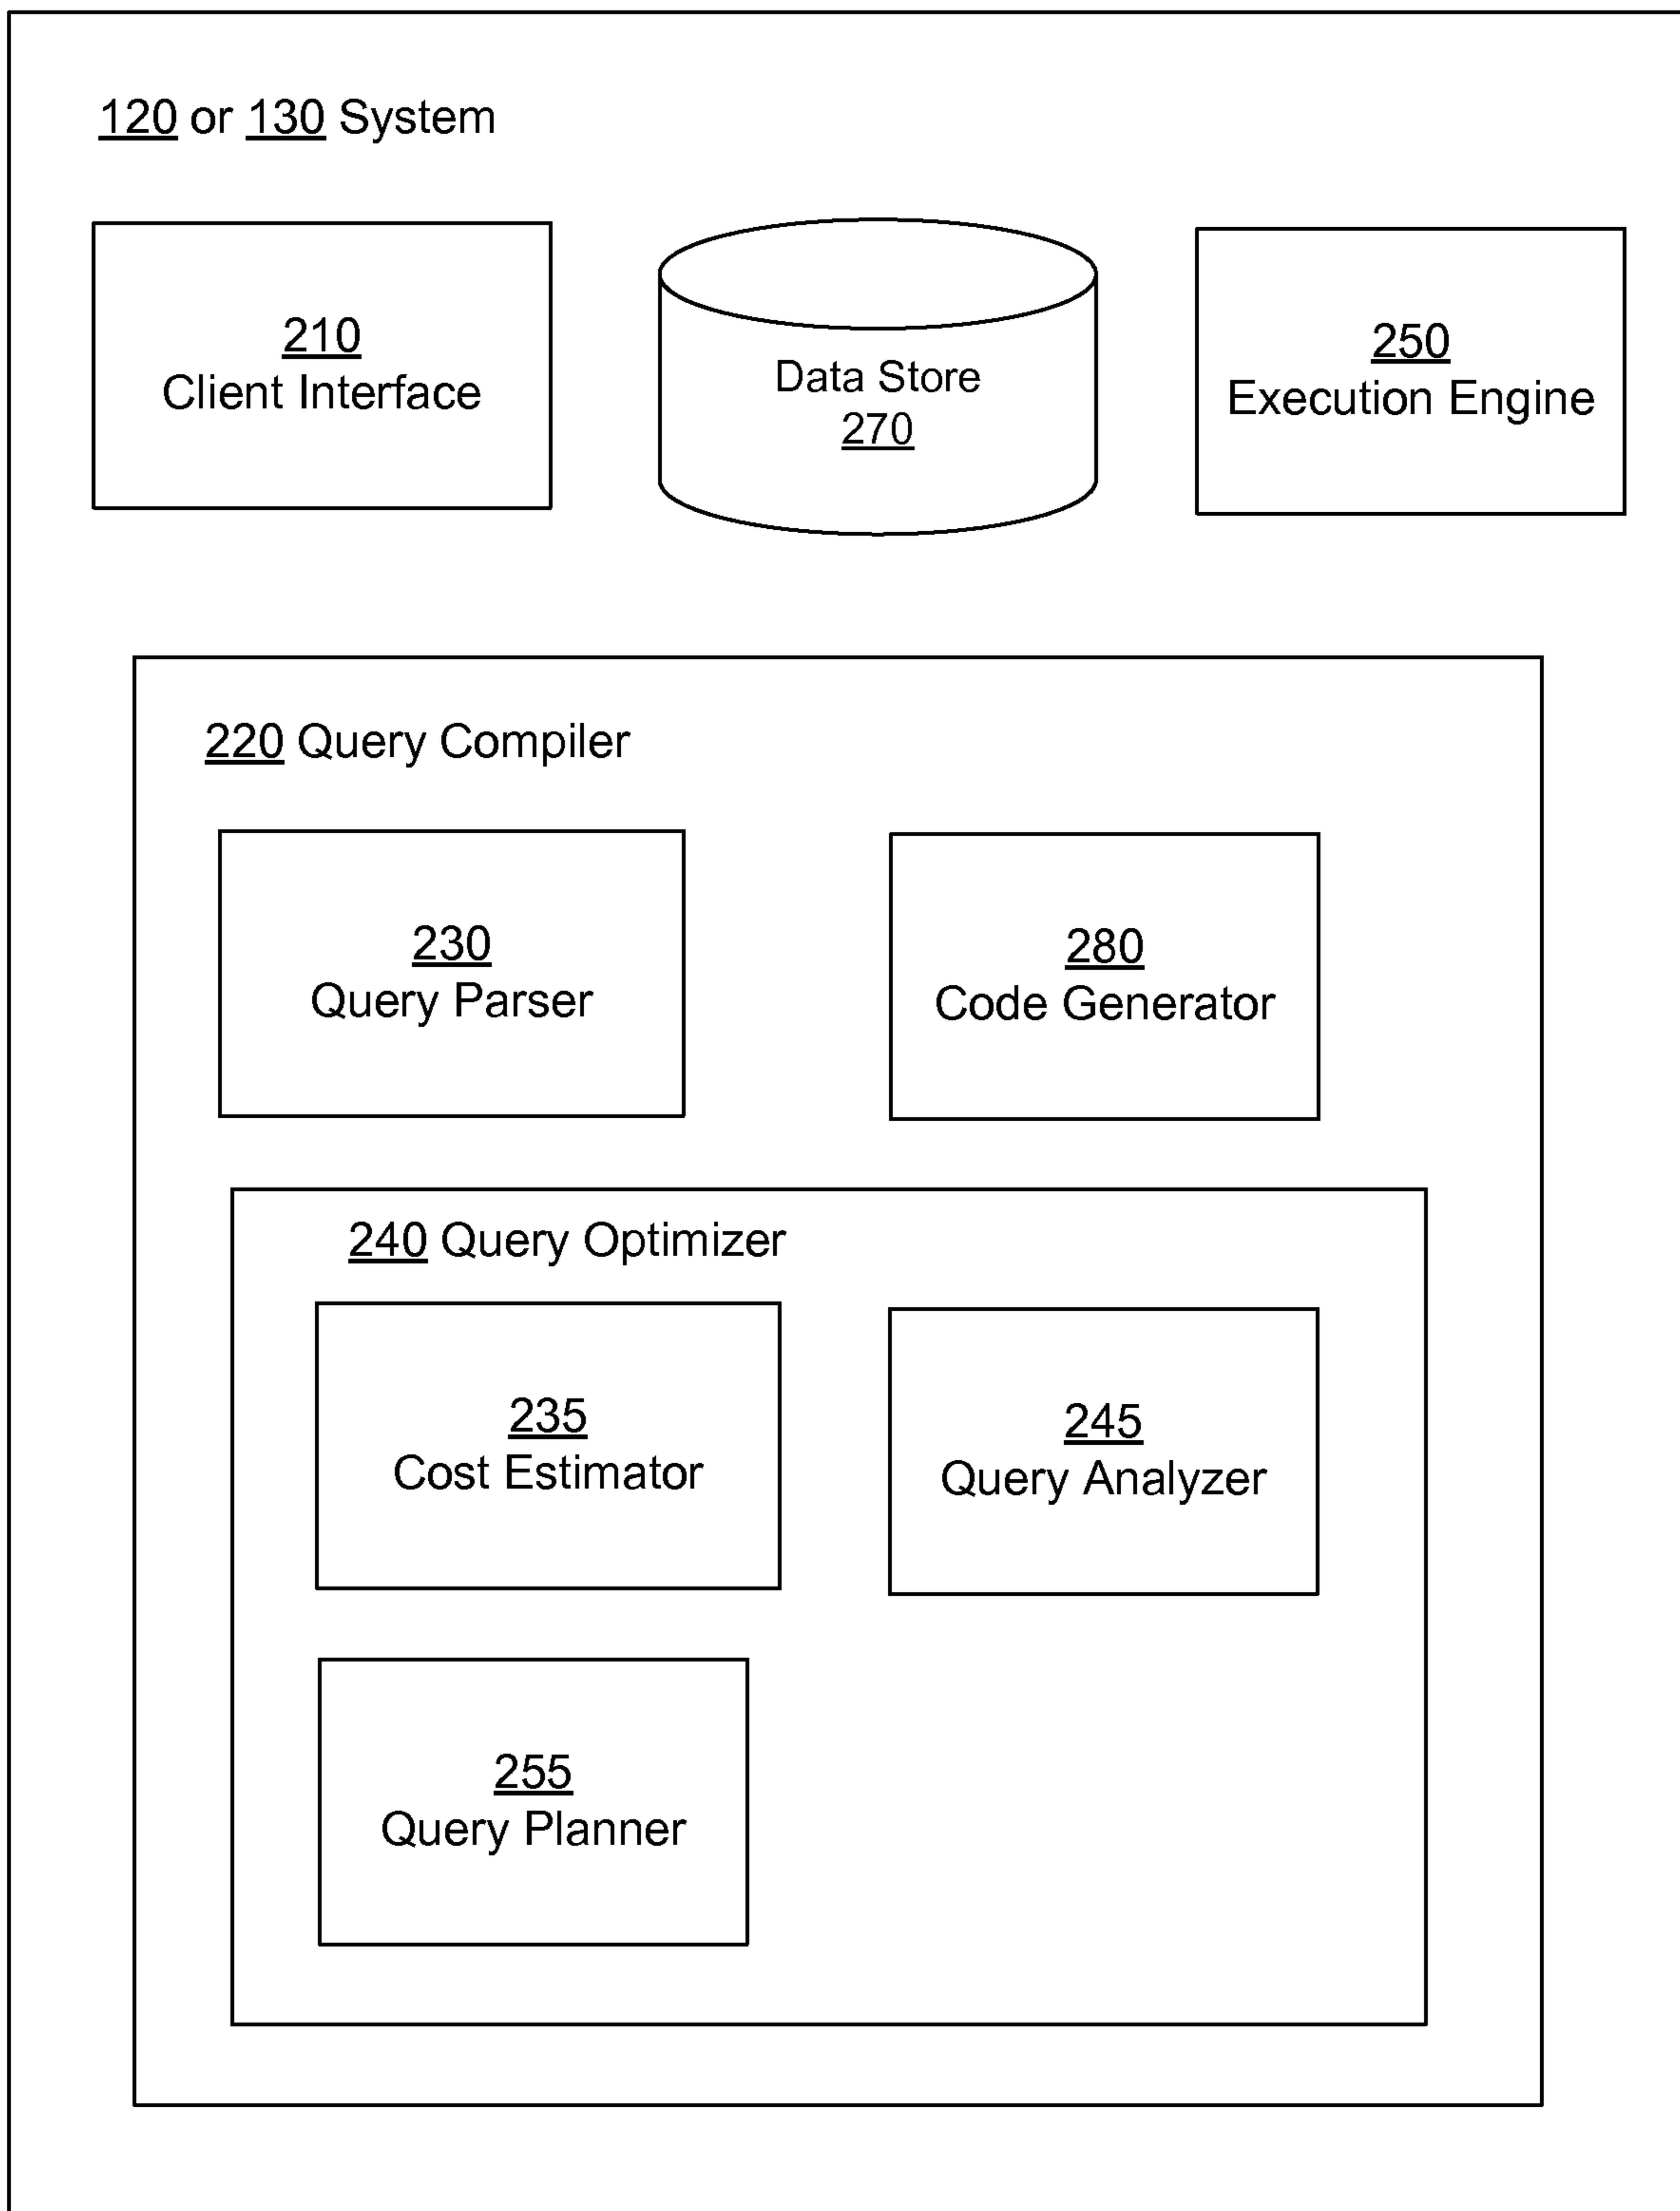 120 or 130 System
210
Client Interface
Data Store
270
250
Execution Engine
220 Query Compiler
230
Query Parser
280
Code Generator
240 Query Optimizer
235
Cost Estimator
245
Query Analyzer
255
Query Planner